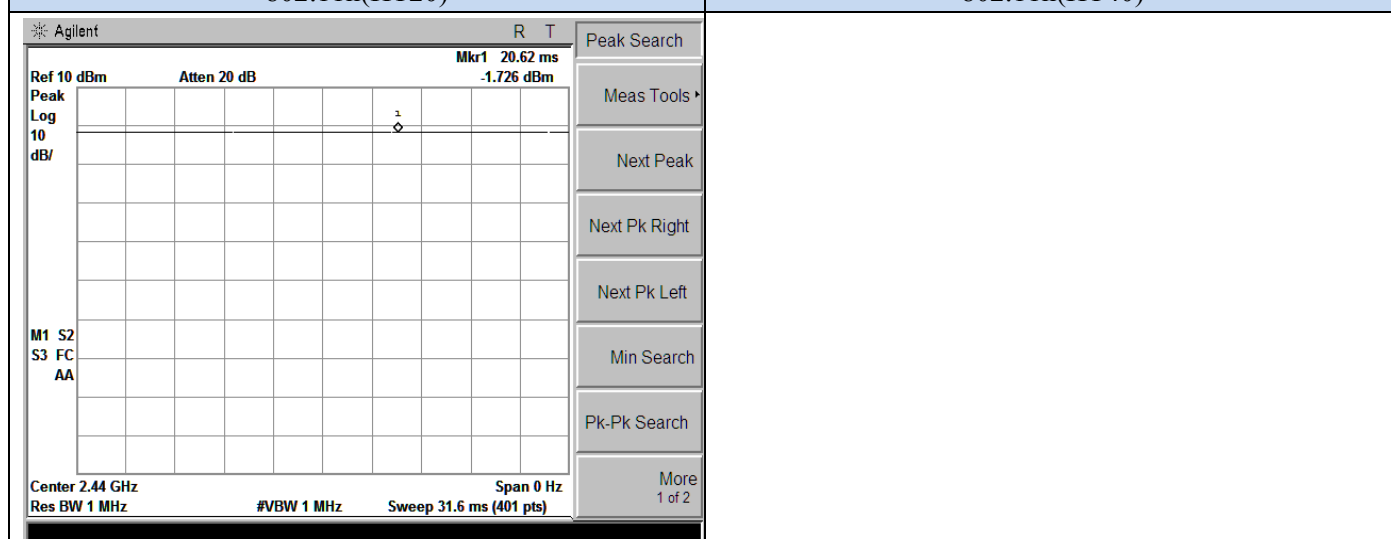 Agilent R T
Mkr1 20.62 ms
Ref 10 dBm Atten 20 dB -1.726 dBm
Peak
Log
10
dB/
1
M1 S2
S3 FC
AA
Center 2.44 GHz Span 0 Hz
Res BW 1 MHz #VBW 1 MHz Sweep 31.6 ms (401 pts)
Peak Search
Meas Tools
Next Peak
Next Pk Right
Next Pk Left
Min Search
Pk-Pk Search
More
1 of 2